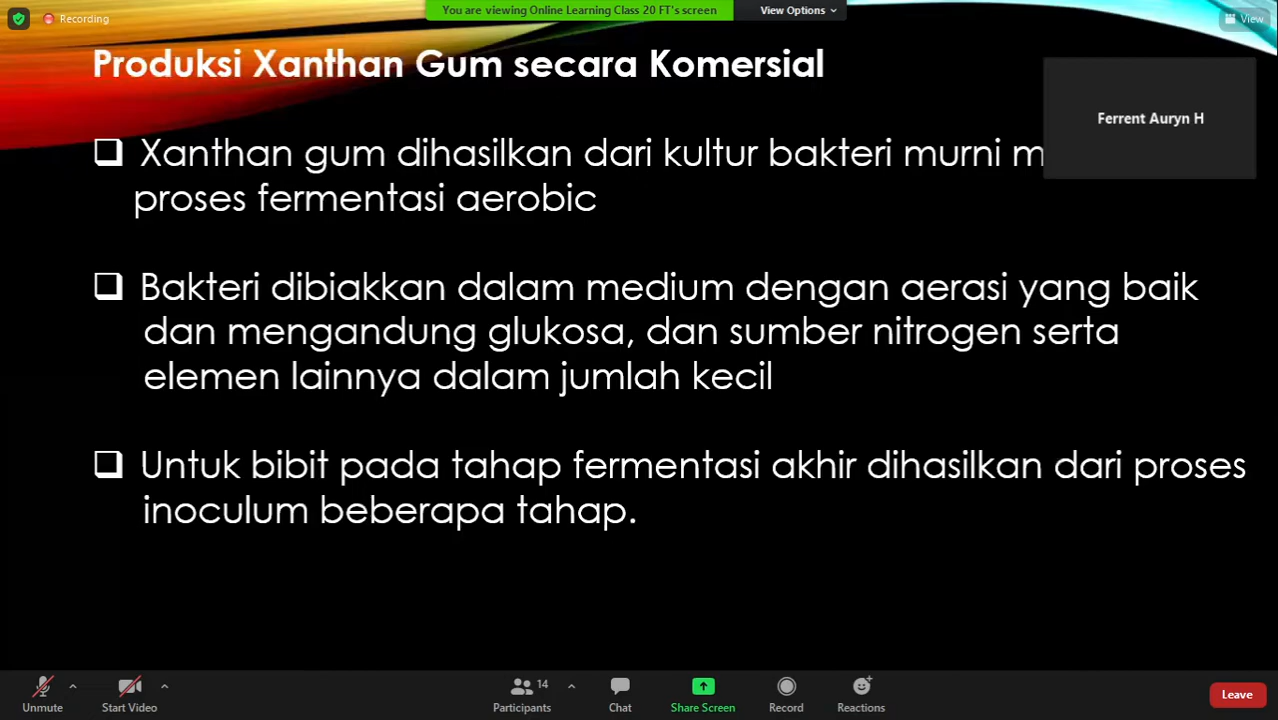 Recording
You are viewing Online Learning Class 20 FT's screen
View Options
View
Produksi Xanthan Gum secara Komersial
Ferrent Auryn H
Xanthan gum dihasilkan dari kultur bakteri murni
proses fermentasi aerobic
Bakteri dibiakkan dalam medium dengan aerasi yang baik
dan mengandung glukosa, dan sumber nitrogen serta
elemen lainnya dalam jumlah kecil
Untuk bibit pada tahap fermentasi akhir dihasilkan dari proses
inoculum beberapa tahap.
Unmute
Start Video
14
Participants
Chat
Share Screen
Record
Reactions
Leave